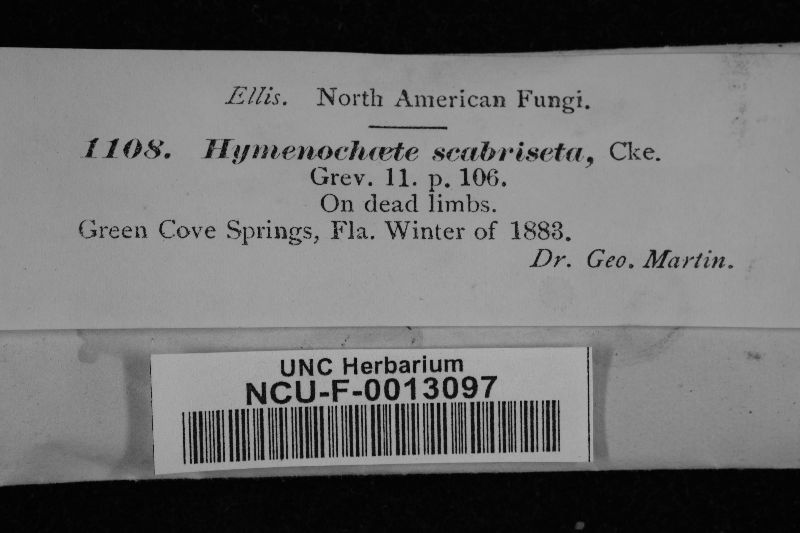 Ellis. North American Fungi.
1108. Hymenochæte scabriseta, Cke.
Grev. 11. p. 106.
On dead limbs.
Green Cove Springs, Fla. Winter of 1883.
Dr. Geo. Martin.
UNC Herbarium
NCU-F-0013097